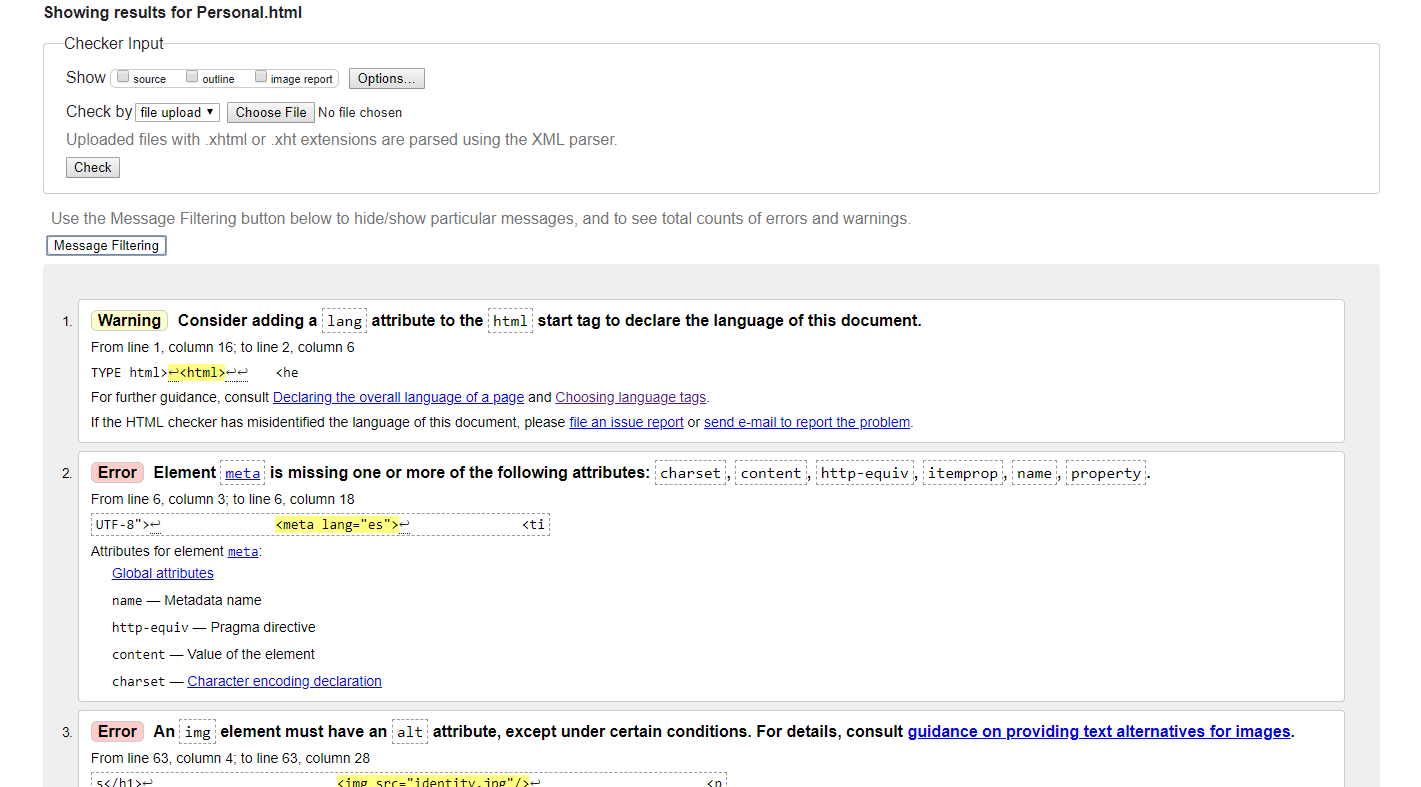 Showing results for Personal.html
Checker Input
Show source outline image report Options...
Check by file upload ▼ Choose File No file chosen
Uploaded files with .xhtml or .xht extensions are parsed using the XML parser.
Check
Use the Message Filtering button below to hide/show particular messages, and to see total counts of errors and warnings.
Message Filtering
1. Warning Consider adding a lang attribute to the html start tag to declare the language of this document.
From line 1, column 16; to line 2, column 6
TYPE html>↩<html>↩↩ <he
For further guidance, consult Declaring the overall language of a page and Choosing language tags.
If the HTML checker has misidentified the language of this document, please file an issue report or send e-mail to report the problem.
2. Error Element meta is missing one or more of the following attributes: charset, content, http-equiv, itemprop, name, property.
From line 6, column 3; to line 6, column 18
UTF-8">↩ <meta lang="es">↩ <ti
Attributes for element meta:
Global attributes
name — Metadata name
http-equiv — Pragma directive
content — Value of the element
charset — Character encoding declaration
3. Error An img element must have an alt attribute, except under certain conditions. For details, consult guidance on providing text alternatives for images.
From line 63, column 4; to line 63, column 28
s</h1>↩ <img src="identity.jpg"/>↩ <p